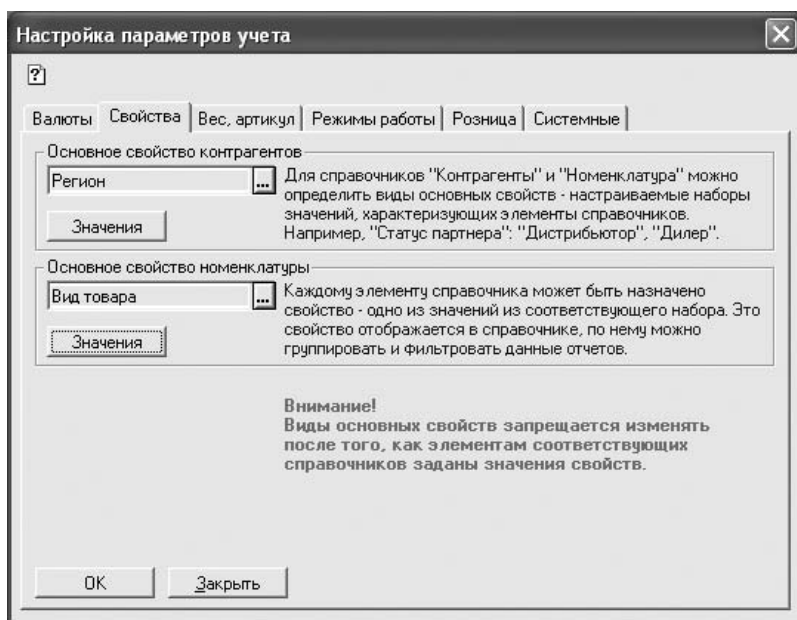 Настройка параметров учета
?
Валюты Свойства Вес, артикул Режимы работы Розница Системные
Основное свойство контрагентов
Регион ...
Значения
Для справочников "Контрагенты" и "Номенклатура" можно
определить виды основных свойств - настраиваемые наборы
значений, характеризующих элементы справочников.
Например, "Статус партнера": "Дистрибьютор", "Дилер".
Основное свойство номенклатуры
Вид товара ...
Значения
Каждому элементу справочника может быть назначено
свойство - одно из значений из соответствующего набора. Это
свойство отображается в справочнике, по нему можно
группировать и фильтровать данные отчетов.
Внимание!
Виды основных свойств запрещается изменять
после того, как элементам соответствующих
справочников заданы значения свойств.
OK Закрыть